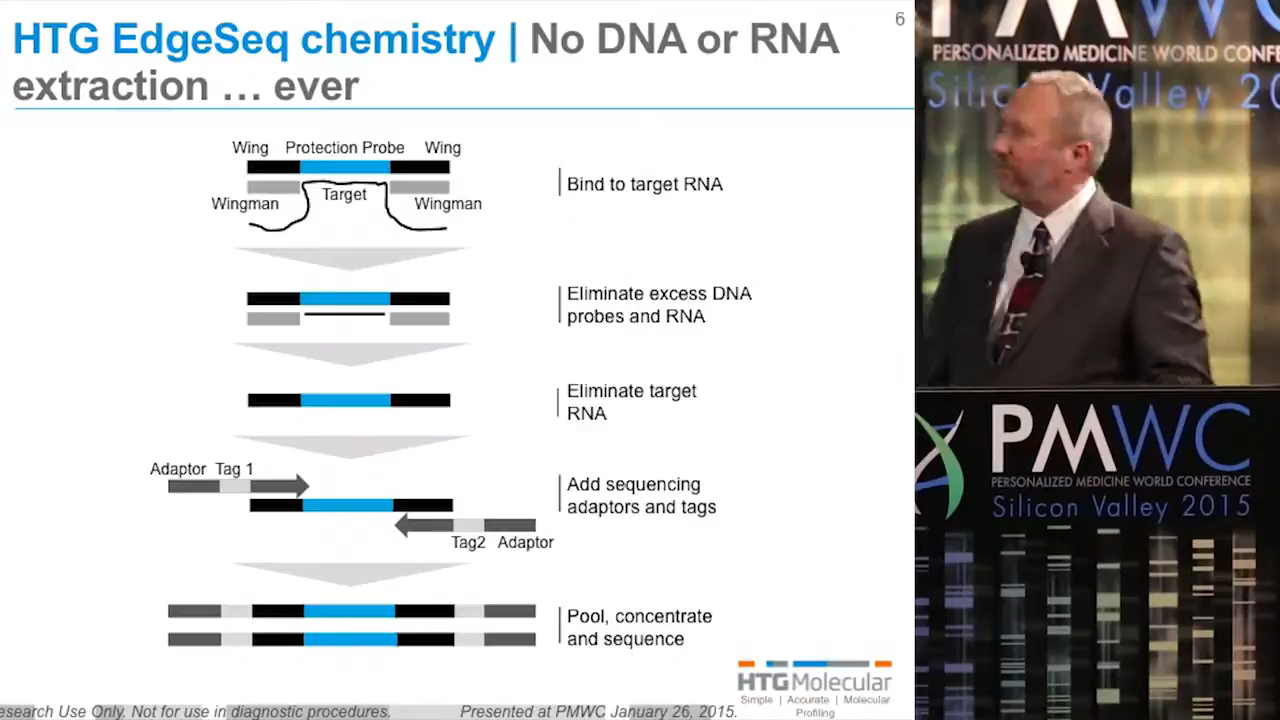 HTG EdgeSeq chemistry | No DNA or RNA
extraction … ever
6
Wing Protection Probe Wing
Target
Wingman Wingman
Bind to target RNA
Eliminate excess DNA
probes and RNA
Eliminate target
RNA
Adaptor Tag 1
Tag2 Adaptor
Add sequencing
adaptors and tags
Pool, concentrate
and sequence
HTGMolecular
Simple | Accurate | Molecular
Profiling
esearch Use Only. Not for use in diagnostic procedures. Presented at PMWC January 26, 2015.
PMWC
PERSONALIZED MEDICINE WORLD CONFE
Silicon Valley 20
PMWC
PERSONALIZED MEDICINE WORLD CONFERENCE
Silicon Valley 2015